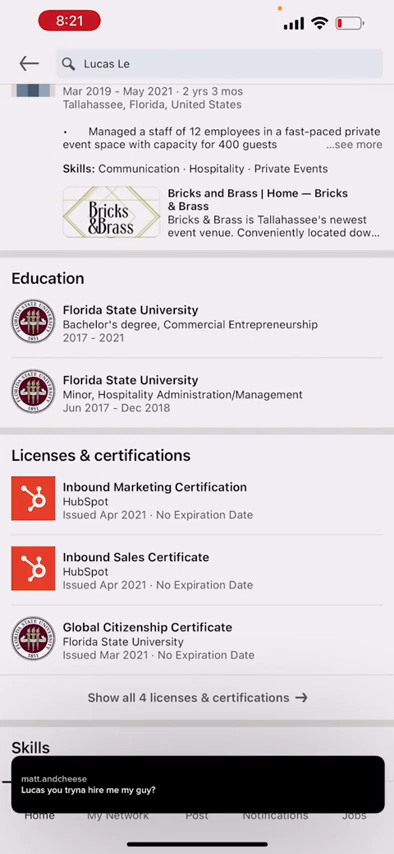 8:21
Lucas Le
Mar 2019 - May 2021 · 2 yrs 3 mos
Tallahassee, Florida, United States
• Managed a staff of 12 employees in a fast-paced private
event space with capacity for 400 guests ...see more
Skills: Communication · Hospitality · Private Events
Bricks
&Brass
Bricks and Brass | Home — Bricks
& Brass
Bricks & Brass is Tallahassee's newest
event venue. Conveniently located dow...
Education
Florida State University
Bachelor's degree, Commercial Entrepreneurship
2017 - 2021
Florida State University
Minor, Hospitality Administration/Management
Jun 2017 - Dec 2018
Licenses & certifications
Inbound Marketing Certification
HubSpot
Issued Apr 2021 · No Expiration Date
Inbound Sales Certificate
HubSpot
Issued Apr 2021 · No Expiration Date
Global Citizenship Certificate
Florida State University
Issued Mar 2021 · No Expiration Date
Show all 4 licenses & certifications →
Skills
matt.andcheese
Lucas you tryna hire me my guy?
Home My Network Post Notifications Jobs